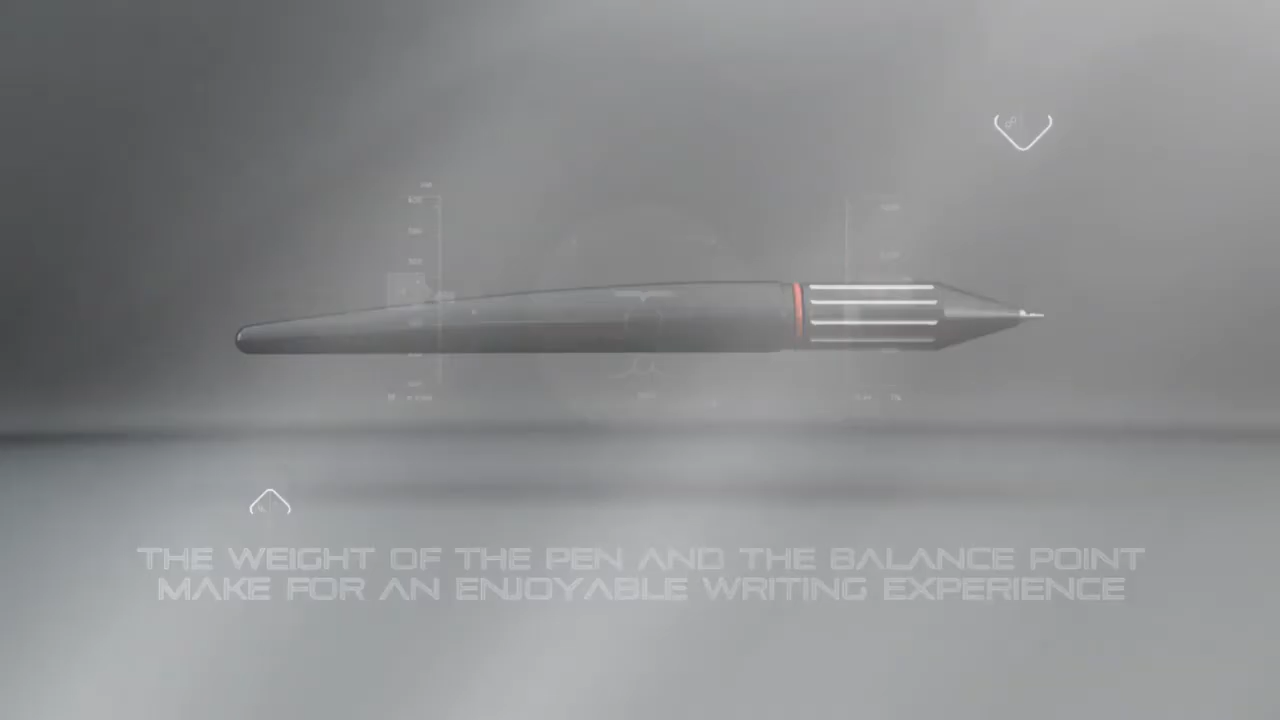 THE WEIGHT OF THE PEN AND THE BALANCE POINT
MAKE FOR AN ENJOYABLE WRITING EXPERIENCE